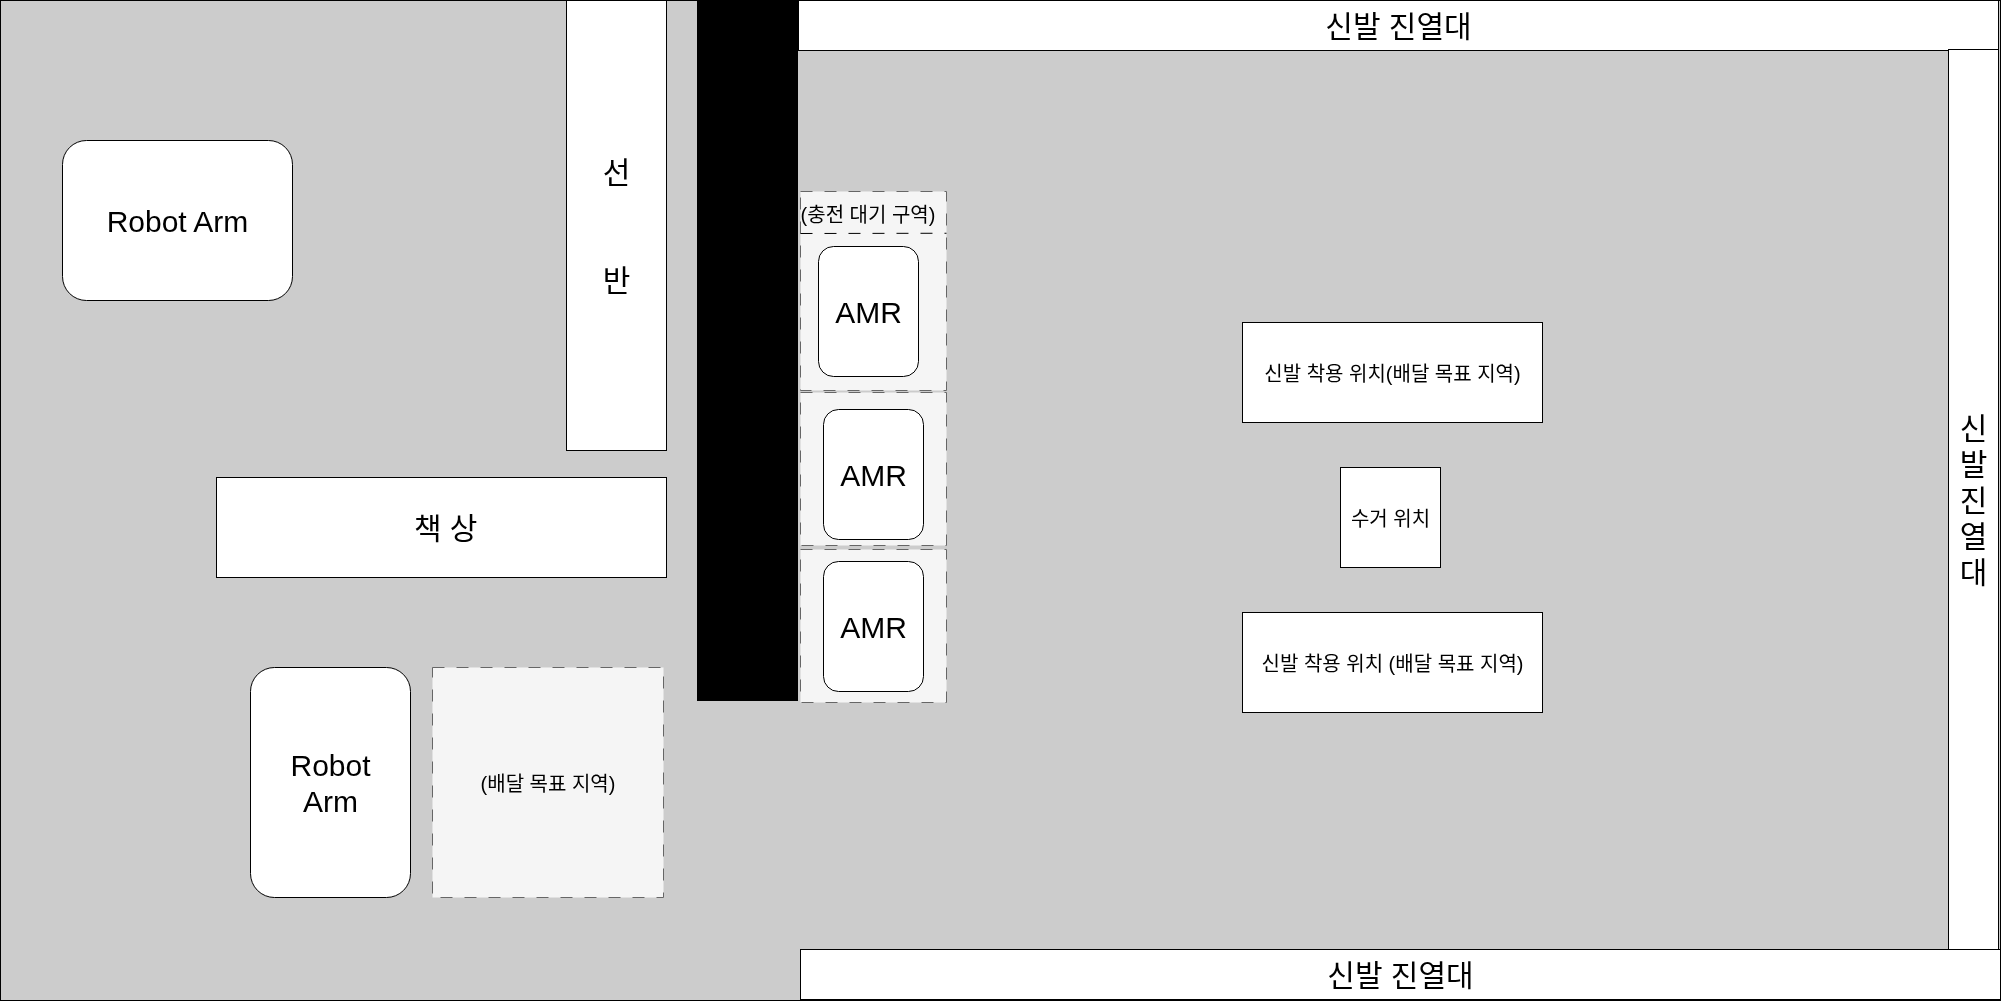 신발 진열대
선
반
Robot Arm
(충전 대기 구역)
AMR
신발 착용 위치(배달 목표 지역)
신
발
진
열
대
AMR
수거 위치
책 상
AMR
신발 착용 위치 (배달 목표 지역)
Robot
Arm
(배달 목표 지역)
신발 진열대